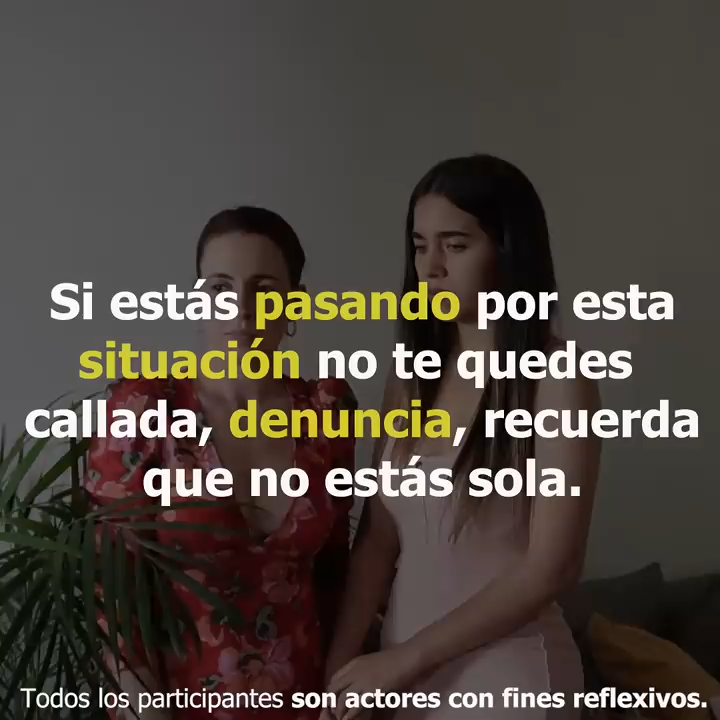 Si estás pasando por esta
situación no te quedes
callada, denuncia, recuerda
que no estás sola.
Todos los participantes son actores con fines reflexivos.